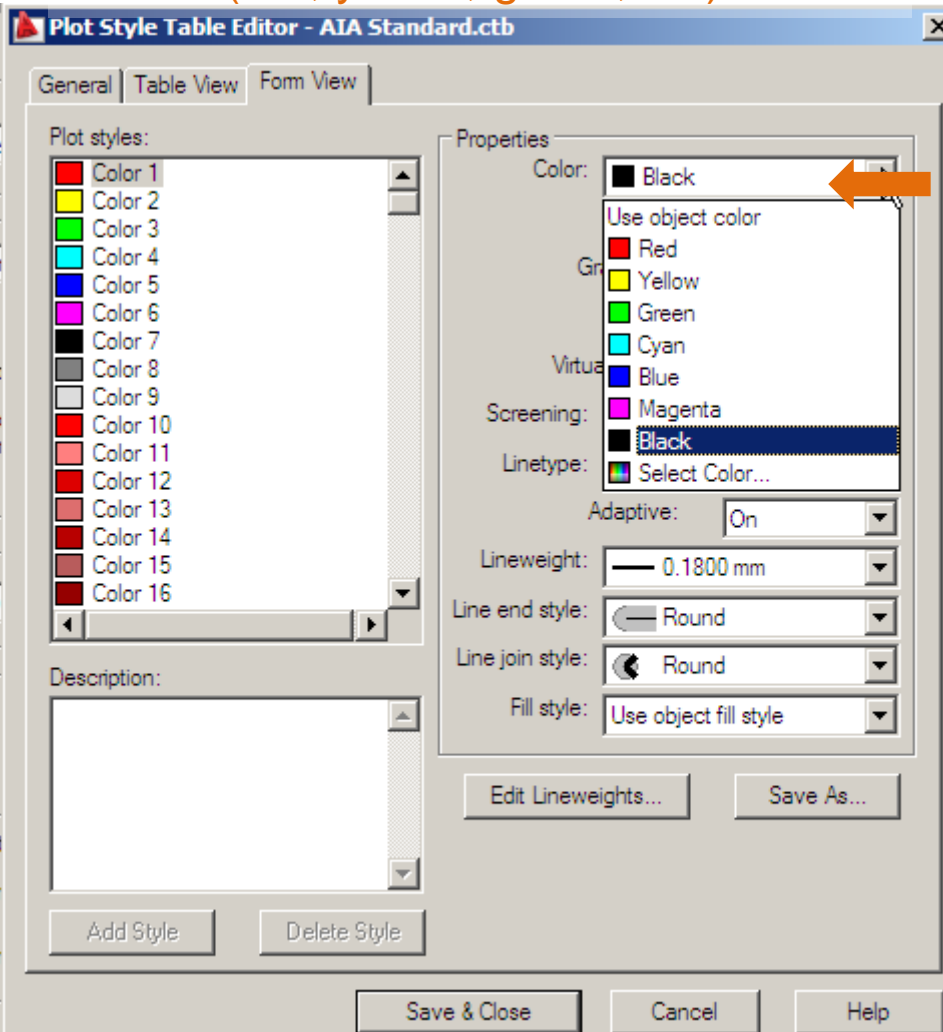 Plot Style Table Editor - AIA Standard.ctb
General Table View Form View
Plot styles:
Color 1
Color 2
Color 3
Color 4
Color 5
Color 6
Color 7
Color 8
Color 9
Color 10
Color 11
Color 12
Color 13
Color 14
Color 15
Color 16
Description:
Add Style Delete Style
Properties
Color: Black
Use object color
Red
Yellow
Green
Cyan
Blue
Magenta
Black
Select Color...
Screening:
Linetype:
Adaptive: On
Lineweight: 0.1800 mm
Line end style: Round
Line join style: Round
Fill style: Use object fill style
Edit Lineweights... Save As...
Save & Close Cancel Help